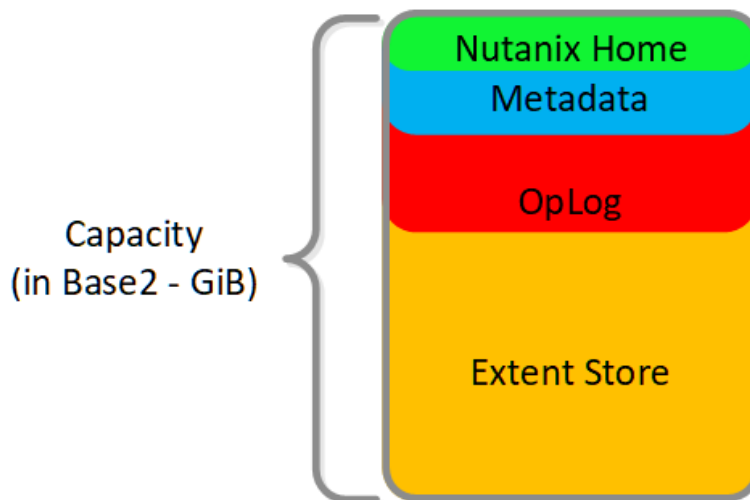 Nutanix Home
Metadata
OpLog
Capacity
(in Base2 - GiB)
Extent Store